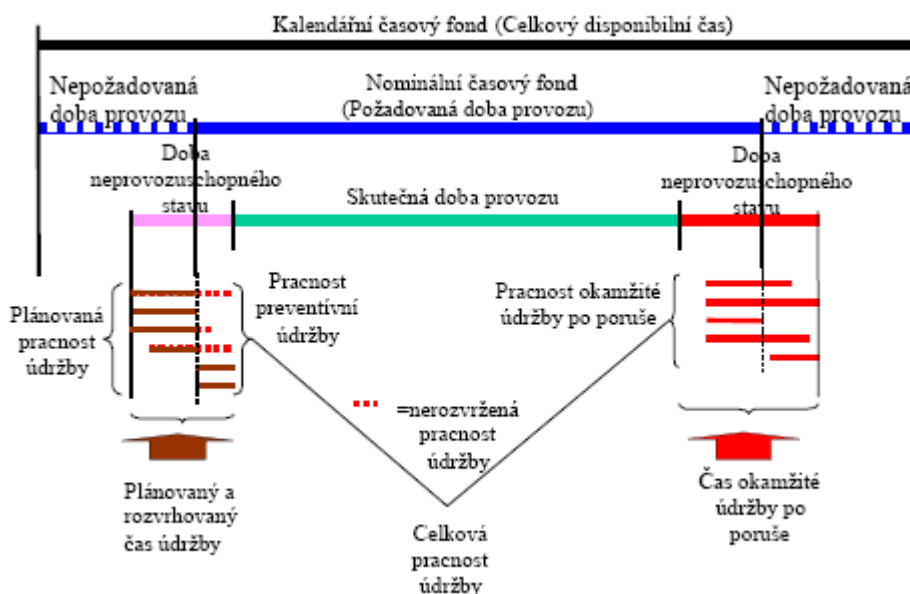 Kalendářní časový fond (Celkový disponibilní čas)
Nepožadovaná
doba provozu
Nominální časový fond
(Požadovaná doba provozu)
Nepožadovaná
doba provozu
Doba
neprovozuschopného
stavu
Skutečná doba provozu
Doba
neprovozuschopného
stavu
Plánovaná
pracnost
údržby
Pracnost
preventívní
údržby
Pracnost okamžité
údržby po poruše
=nerozvržená
pracnost
údržby
Plánovaný a
rozvrhovaný
čas údržby
Celková
pracnost
údržby
Čas okamžité
údržby po
poruše